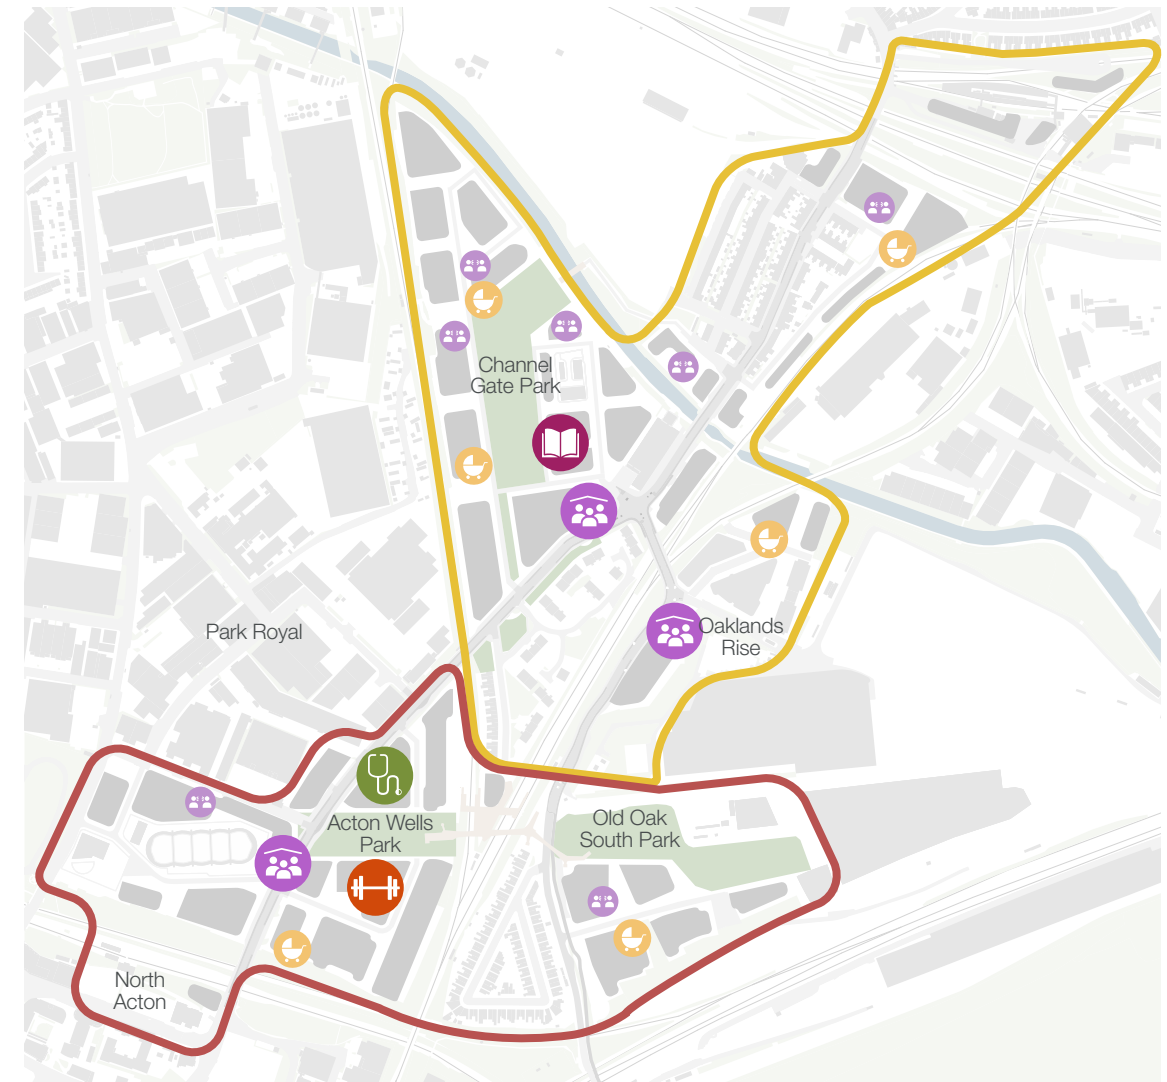 Channel
Gate Park
Park Royal
Oaklands
Rise
Acton Wells
Park
Old Oak
South Park
North
Acton